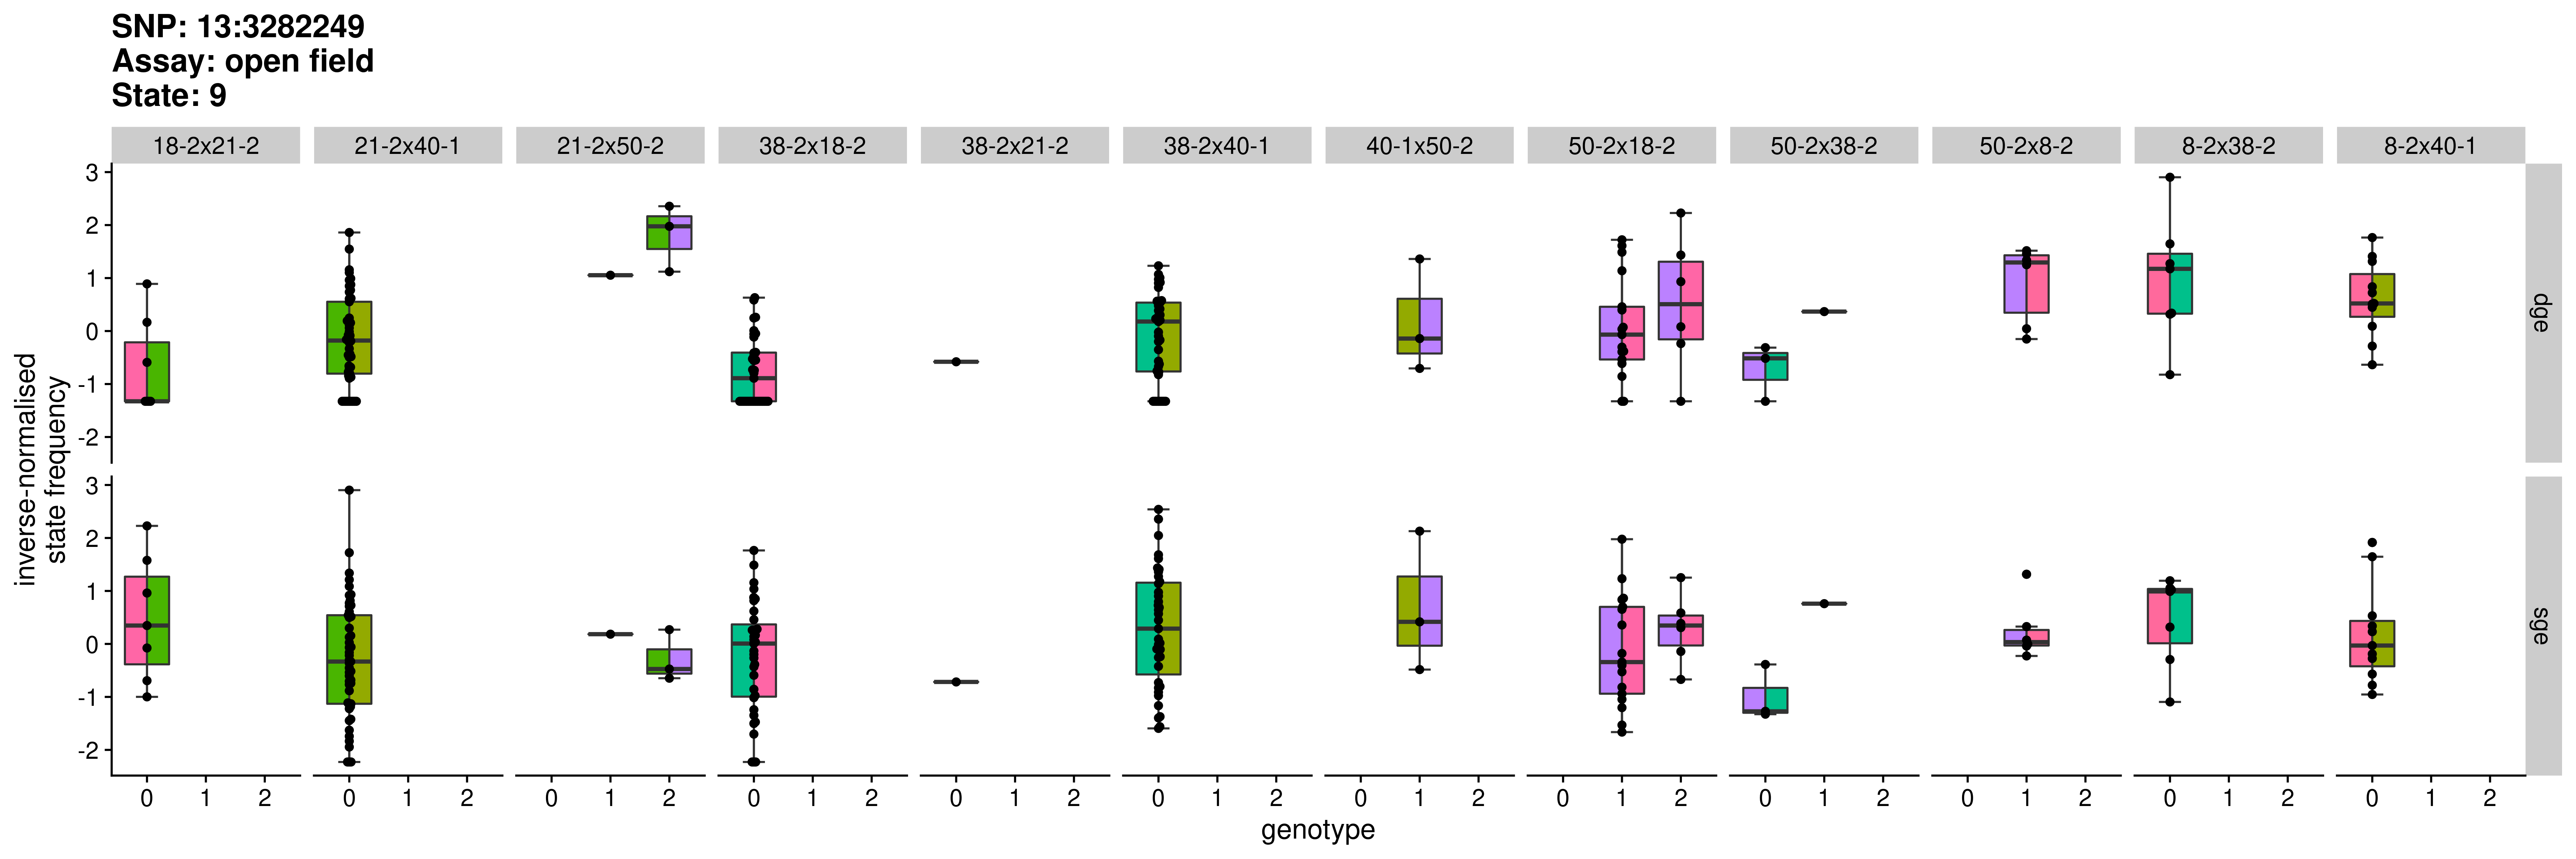 SNP: 13:3282249
Assay: open field
State: 9
18-2x21-2 21-2x40-1 21-2x50-2 38-2x18-2 38-2x21-2 38-2x40-1 40-1x50-2 50-2x18-2 50-2x38-2 50-2x8-2 8-2x38-2 8-2x40-1
3
2
1
0
-1
-2
dge
3
2
1
0
-1
-2
sge
inverse-normalised
state frequency
0 1 2 0 1 2 0 1 2 0 1 2 0 1 2 0 1 2 0 1 2 0 1 2 0 1 2 0 1 2 0 1 2 0 1 2
genotype